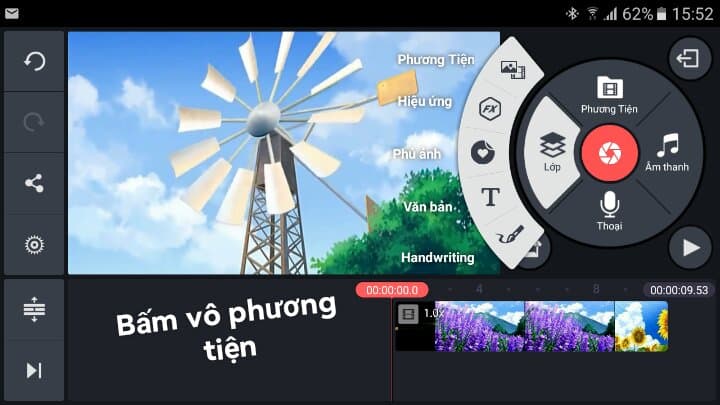 62% 15:52
Phương Tiện
Hiệu ứng
FX
Phủ ảnh
Văn bản
T
Handwriting
Phương Tiện
Lớp
Âm thanh
Thoại
00:00:00.0
4
8
00:00:09.53
1.0x
Bấm vô phương
tiện